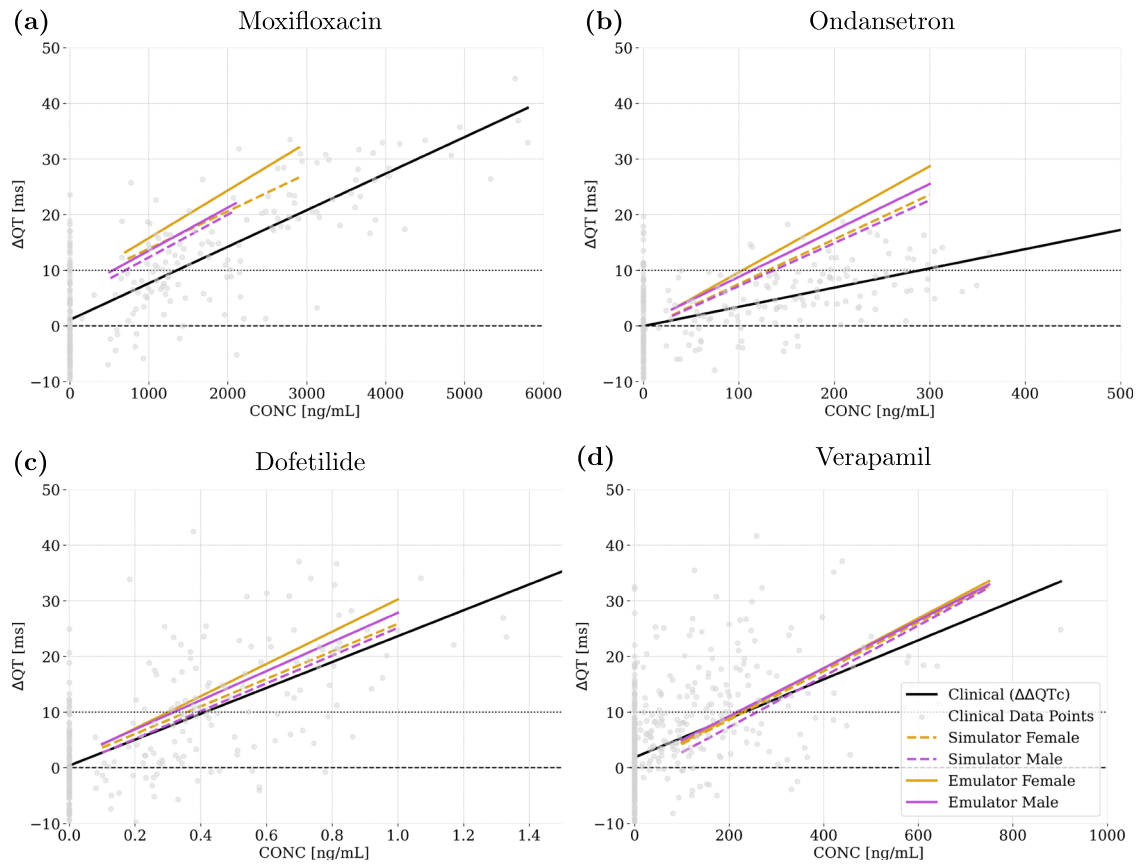 (a) Moxifloxacin
50
40
30
20
10
0
−10
ΔQT [ms]
0 1000 2000 3000 4000 5000 6000
CONC [ng/mL]
(b) Ondansetron
50
40
30
20
10
0
−10
ΔQT [ms]
0 100 200 300 400 500
CONC [ng/mL]
(c) Dofetilide
50
40
30
20
10
0
−10
ΔQT [ms]
0.0 0.2 0.4 0.6 0.8 1.0 1.2 1.4
CONC [ng/mL]
(d) Verapamil
50
40
30
20
10
0
−10
ΔQT [ms]
0 200 400 600 800 1000
CONC [ng/mL]
Clinical (ΔΔQTc)
Clinical Data Points
Simulator Female
Simulator Male
Emulator Female
Emulator Male